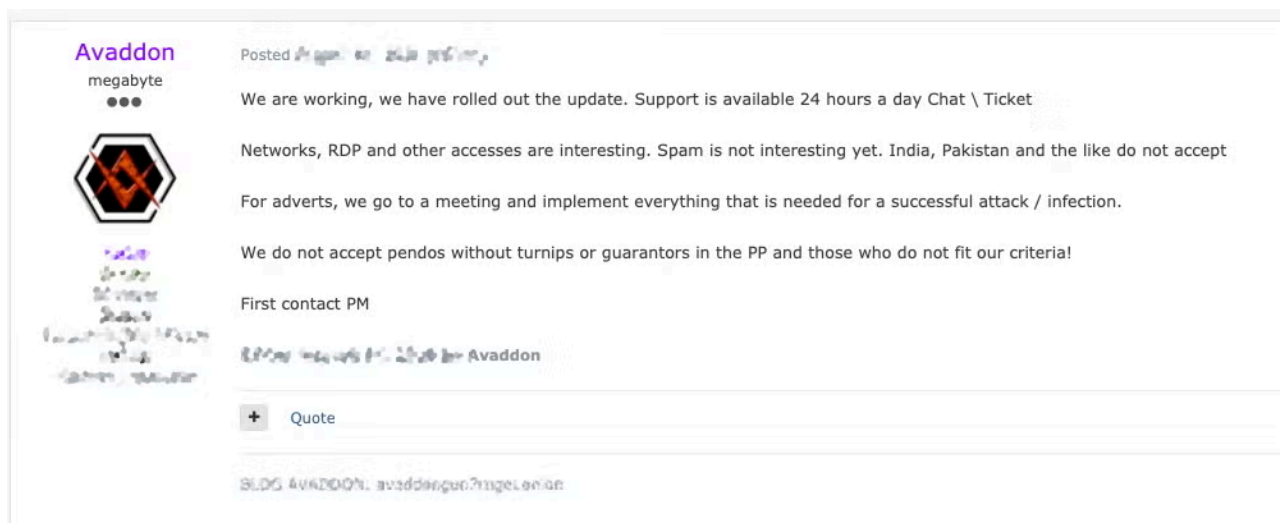 Avaddon
megabyte
Posted
We are working, we have rolled out the update. Support is available 24 hours a day Chat \ Ticket
Networks, RDP and other accesses are interesting. Spam is not interesting yet. India, Pakistan and the like do not accept
For adverts, we go to a meeting and implement everything that is needed for a successful attack / infection.
We do not accept pendos without turnips or guarantors in the PP and those who do not fit our criteria!
First contact PM
Avaddon
+ Quote